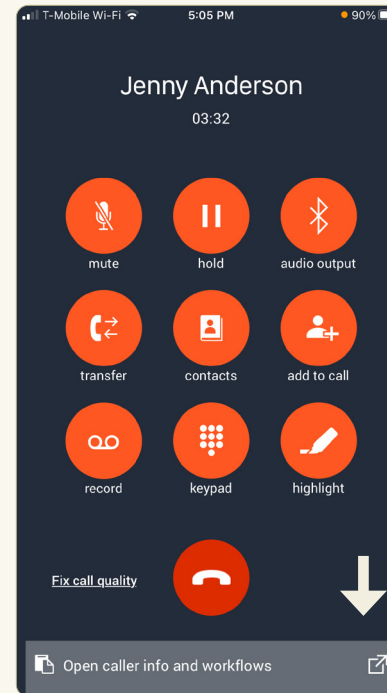 T-Mobile Wi-Fi 5:05 PM 90%
Jenny Anderson
03:32
mute hold audio output
transfer contacts add to call
record keypad highlight
Fix call quality
Open caller info and workflows